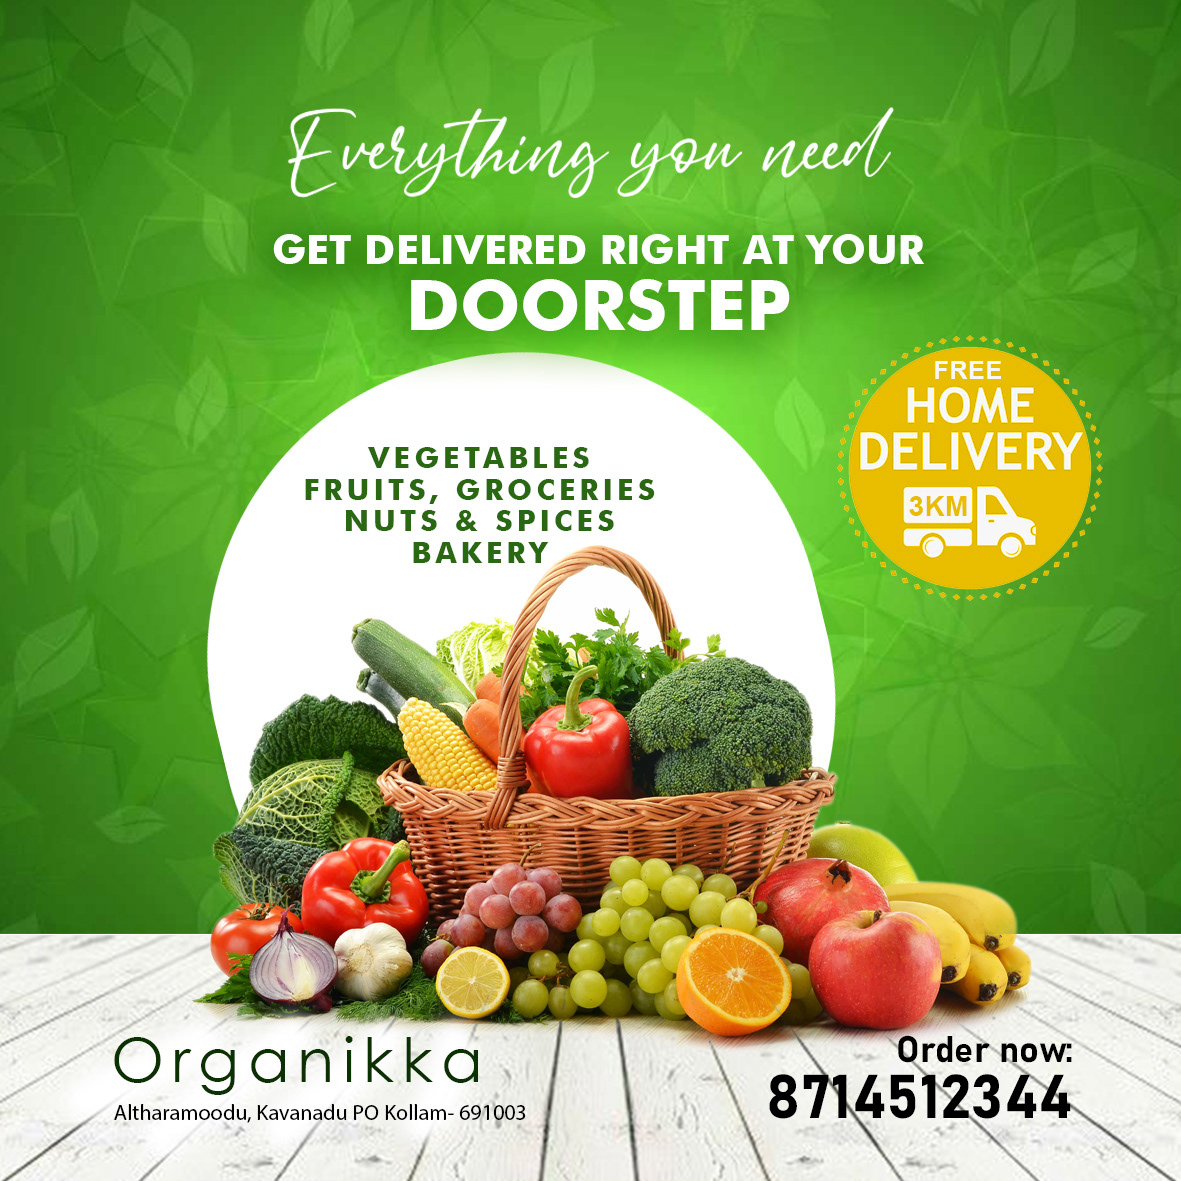 Everything you need
GET DELIVERED RIGHT AT YOUR
DOORSTEP
FREE
HOME
DELIVERY
3KM
VEGETABLES
FRUITS, GROCERIES
NUTS & SPICES
BAKERY
Organikka
Altharamoodu, Kavanadu PO Kollam- 691003
Order now:
8714512344